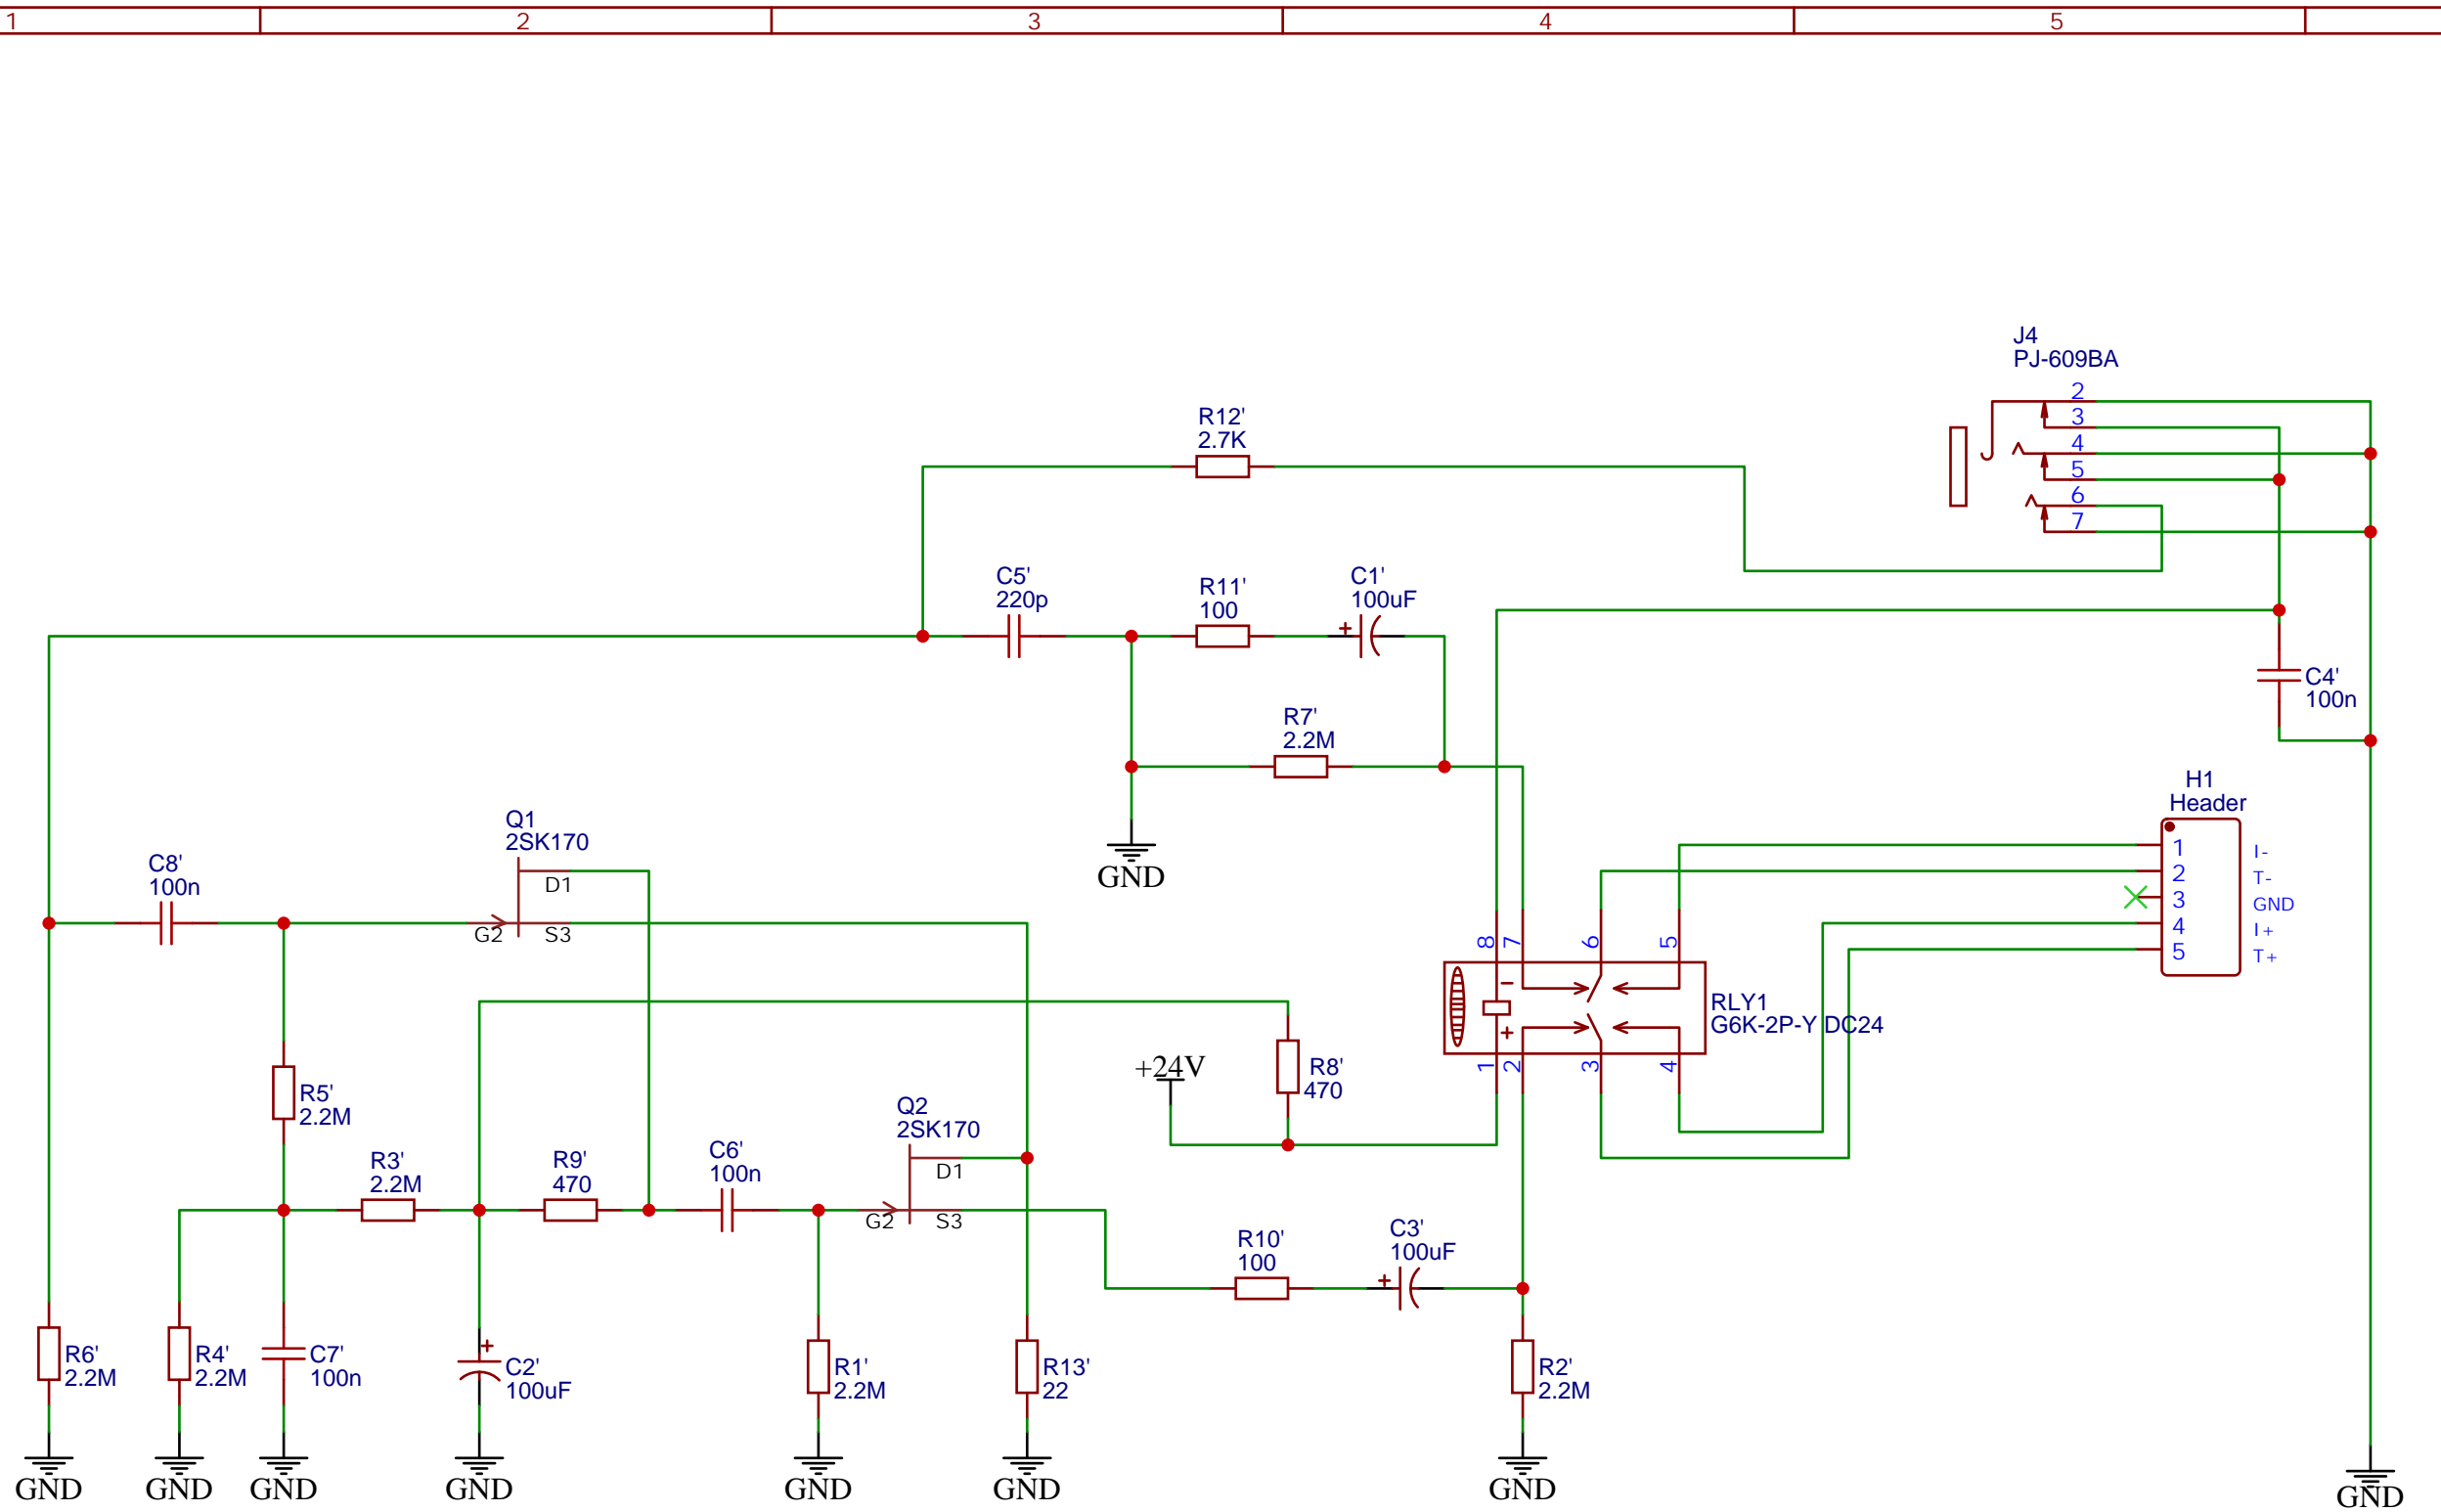 1 2 3 4 5
J4
PJ-609BA
2
3
4
5
6
7
R12'
2.7K
C5'
220p
R11'
100
C1'
100uF
+
C4'
100n
R7'
2.2M
GND
H1
Header
1 I-
2 T-
3 GND
4 I+
5 T+
Q1
2SK170
D1
G2 S3
C8'
100n
8 7 6 5
−
+
RLY1
G6K-2P-Y DC24
1 2 3 4
+24V
R8'
470
R5'
2.2M
Q2
2SK170
D1
G2 S3
R3'
2.2M
R9'
470
C6'
100n
R10'
100
C3'
100uF
+
R6'
2.2M
R4'
2.2M
C7'
100n
+
C2'
100uF
R1'
2.2M
R13'
22
R2'
2.2M
GND GND GND GND GND GND GND GND